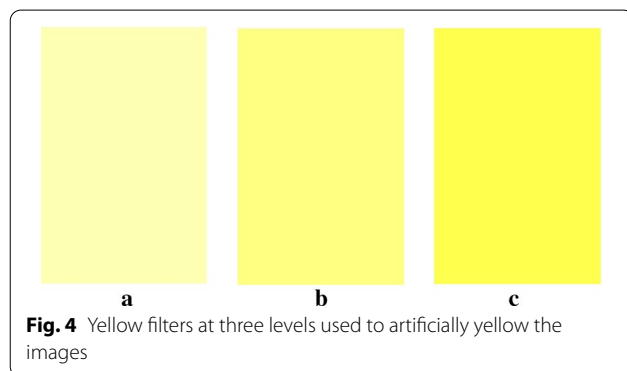 a b c
Fig. 4 Yellow filters at three levels used to artificially yellow the
images